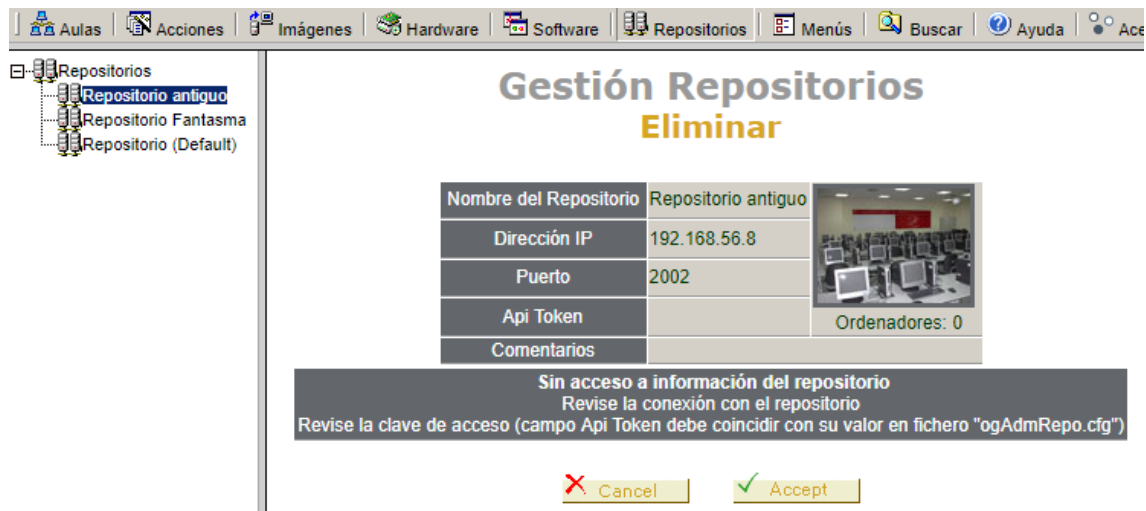 Aulas Acciones Imágenes Hardware Software Repositorios Menús Buscar Ayuda Ace
Repositorios
Repositorio antiguo
Repositorio Fantasma
Repositorio (Default)
Gestión Repositorios
Eliminar
Nombre del Repositorio Repositorio antiguo
Dirección IP 192.168.56.8
Puerto 2002
Api Token
Ordenadores: 0
Comentarios
Sin acceso a información del repositorio
Revise la conexión con el repositorio
Revise la clave de acceso (campo Api Token debe coincidir con su valor en fichero "ogAdmRepo.cfg")
Cancel Accept